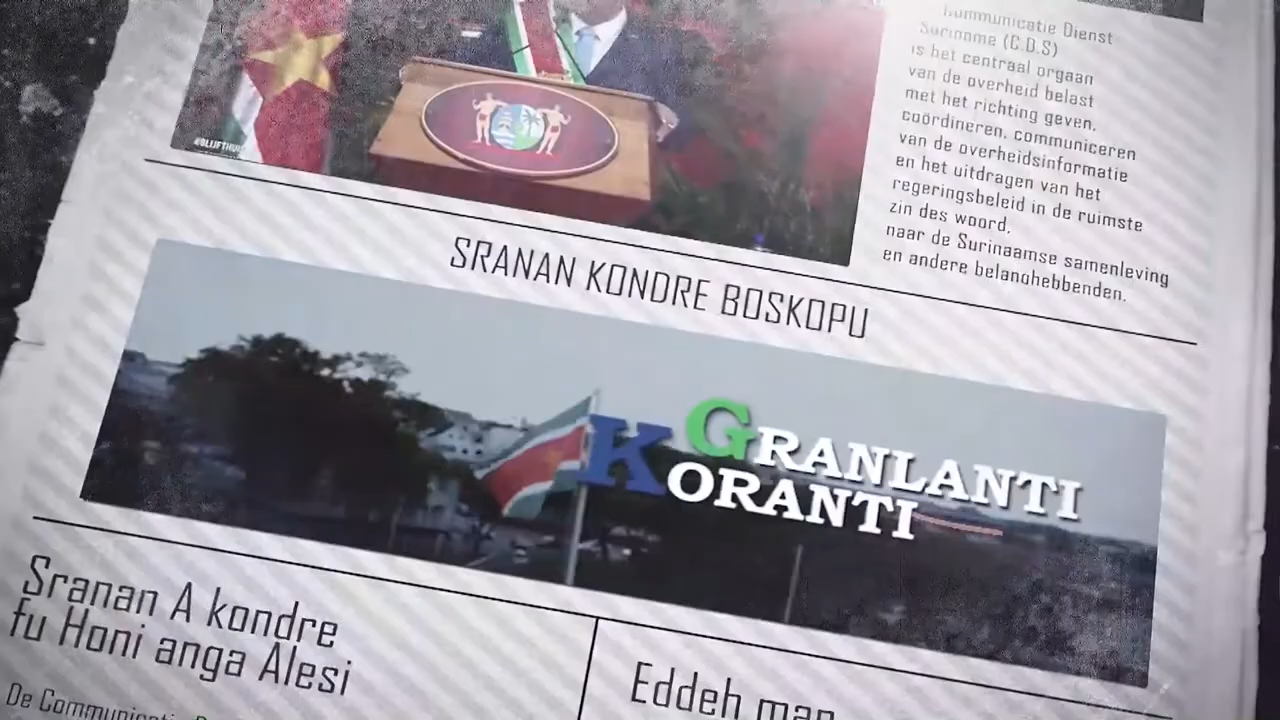 Communicatie Dienst
Suriname (C.D.S)
is het centraal orgaan
van de overheid belast
met het richting geven,
coördineren, communiceren
van de overheidsinformatie
en het uitdragen van het
regeringsbeleid in de ruimste
zin des woord,
naar de Surinaamse samenleving
en andere belanghebbenden.
SRANAN KONDRE BOSKOPU
GRANLANTI
KORANTI
Sranan A kondre
fu Honi anga Alesi
De
Eddeh man